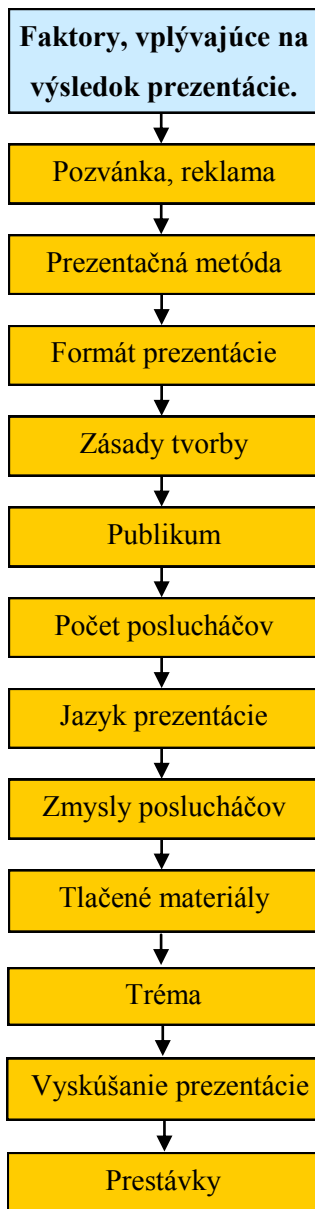 Faktory, vplývajúce na
výsledok prezentácie.
Pozvánka, reklama
Prezentačná metóda
Formát prezentácie
Zásady tvorby
Publikum
Počet poslucháčov
Jazyk prezentácie
Zmysly poslucháčov
Tlačené materiály
Tréma
Vyskúšanie prezentácie
Prestávky